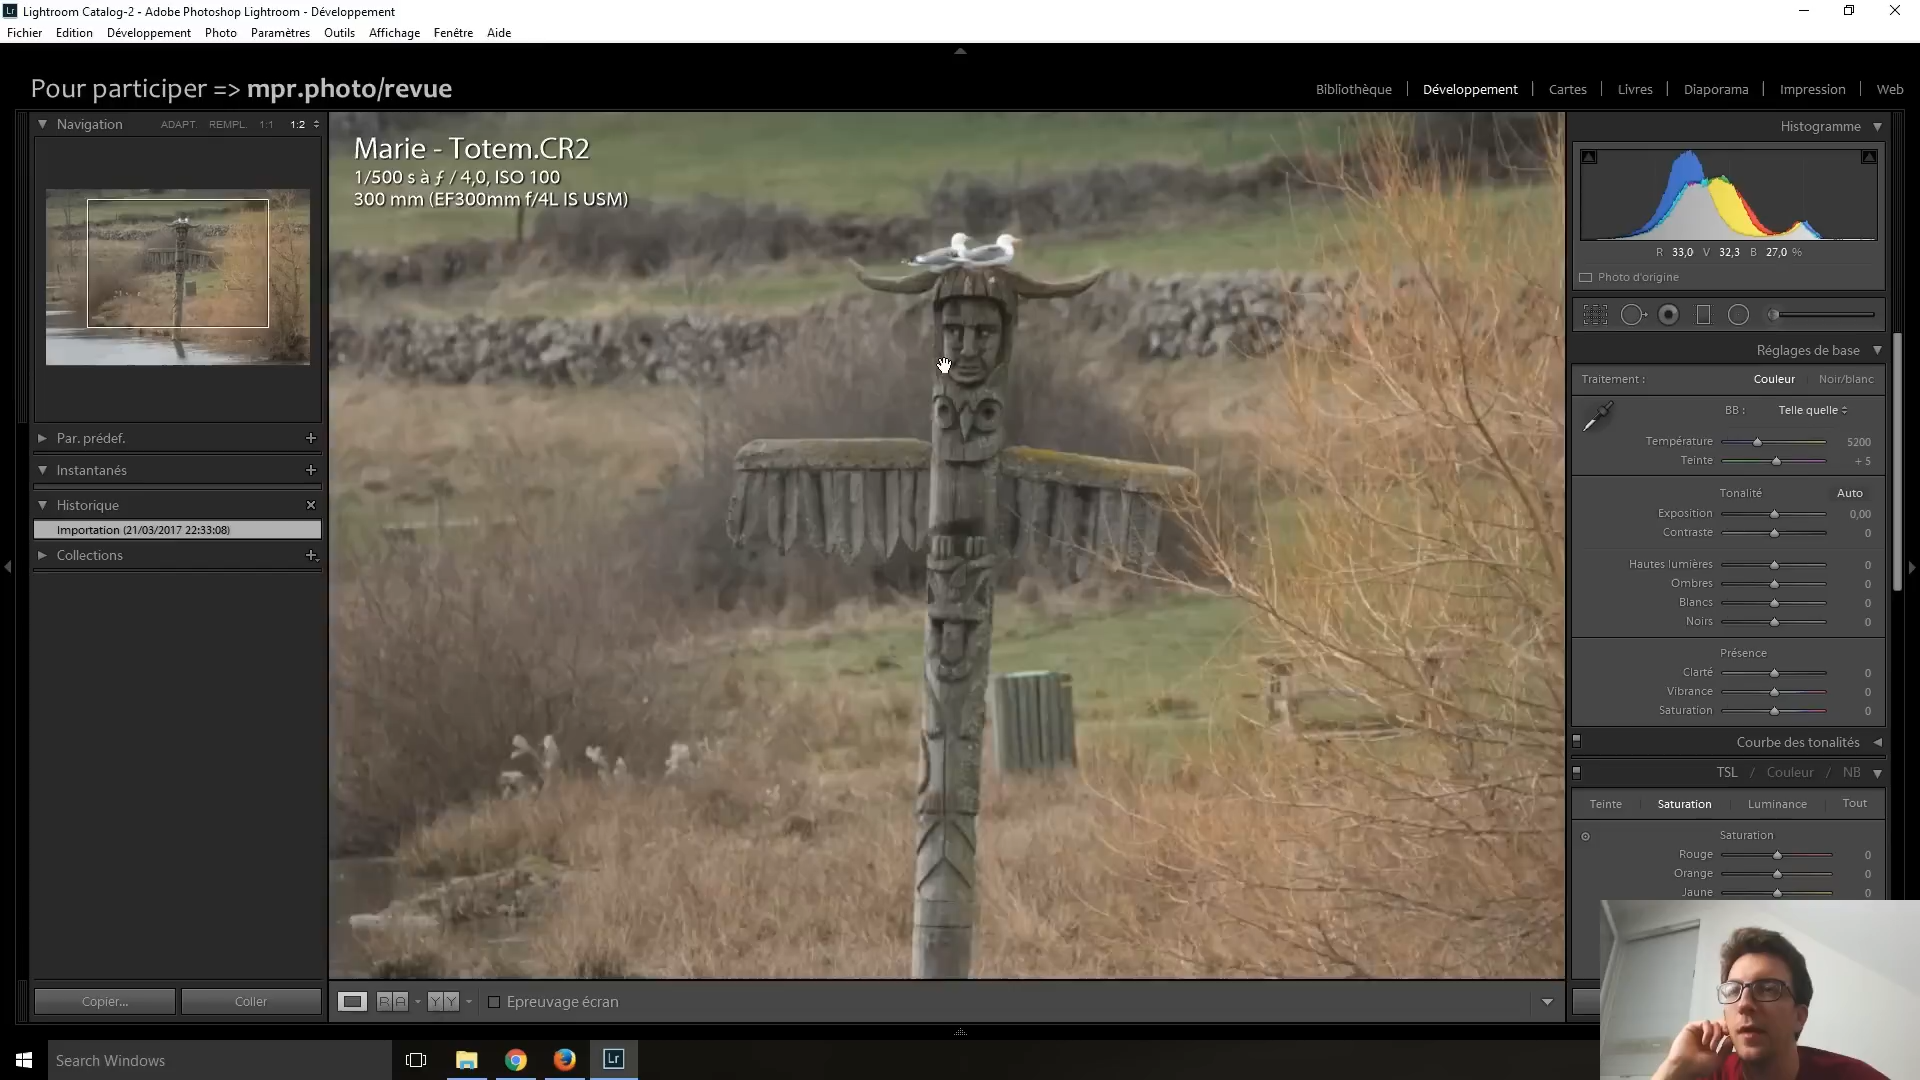 Lr Lightroom Catalog-2 - Adobe Photoshop Lightroom - Développement
Fichier Edition Développement Photo Paramètres Outils Affichage Fenêtre Aide
Pour participer => mpr.photo/revue
Bibliothèque | Développement | Cartes | Livres | Diaporama | Impression | Web
Navigation ADAPT. REMPL. 1:1 1:2
Marie - Totem.CR2
1/500 s à ƒ / 4,0, ISO 100
300 mm (EF300mm f/4L IS USM)
Par. prédéf.
Instantanés
Historique
Importation (21/03/2017 22:33:08)
Collections
Copier... Coller
RA YY Epreuvage écran
Histogramme
R 33,0 V 32,3 B 27,0 %
Photo d'origine
Réglages de base
Traitement : Couleur Noir/blanc
BB : Telle quelle
Température 5200
Teinte + 5
Tonalité Auto
Exposition 0,00
Contraste 0
Hautes lumières 0
Ombres 0
Blancs 0
Noirs 0
Présence
Clarté 0
Vibrance 0
Saturation 0
Courbe des tonalités
TSL / Couleur / NB
Teinte Saturation Luminance Tout
Saturation
Rouge 0
Orange 0
Jaune 0
Search Windows
Lr